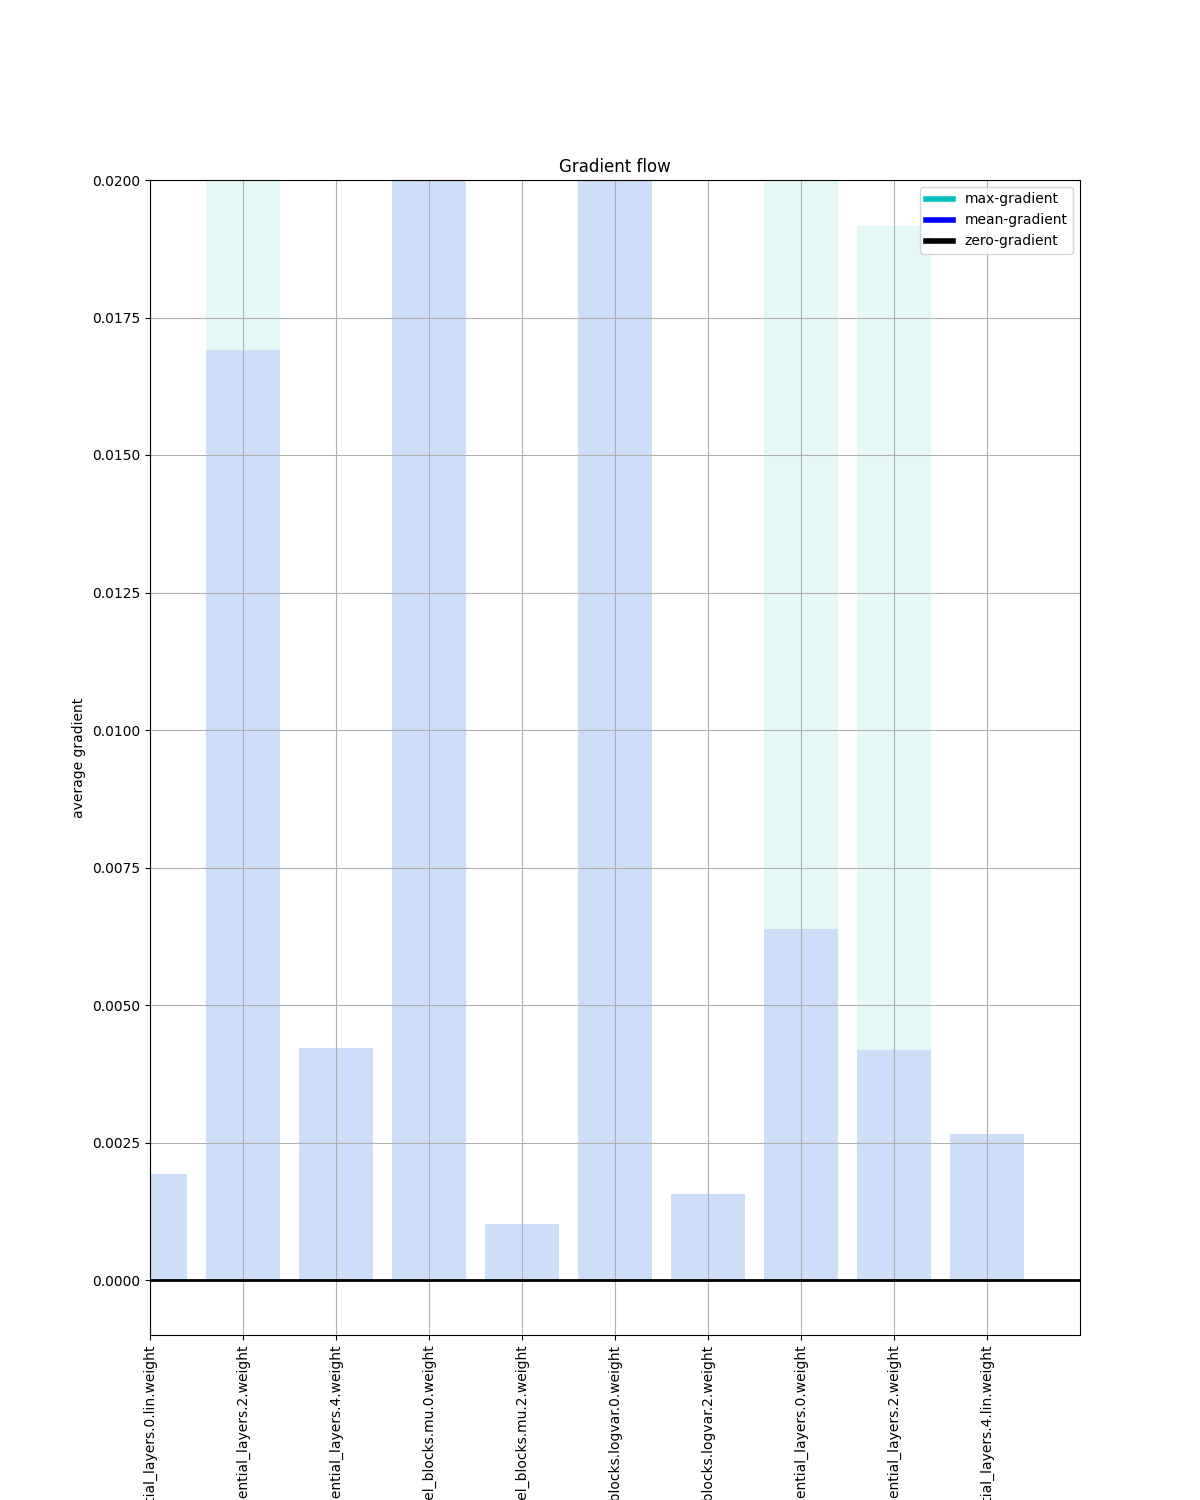 Gradient flow
max-gradient
mean-gradient
zero-gradient
0.0200
0.0175
0.0150
0.0125
0.0100
0.0075
0.0050
0.0025
0.0000
average gradient
tial_layers.0.lin.weight
ential_layers.2.weight
ential_layers.4.weight
el_blocks.mu.0.weight
el_blocks.mu.2.weight
blocks.logvar.0.weight
blocks.logvar.2.weight
ential_layers.0.weight
ential_layers.2.weight
tial_layers.4.lin.weight